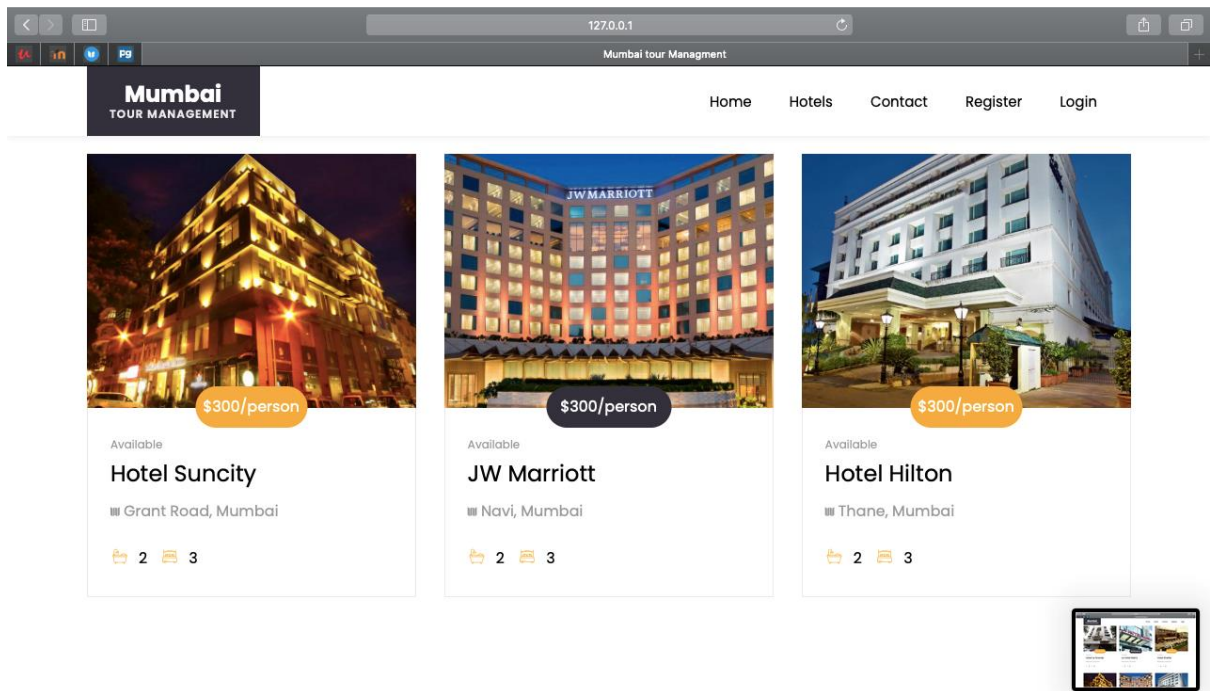 127.0.0.1
Mumbai tour Managment
Mumbai
TOUR MANAGEMENT
Home Hotels Contact Register Login
JW MARRIOTT
$300/person $300/person $300/person
Available Available Available
Hotel Suncity JW Marriott Hotel Hilton
Grant Road, Mumbai Navi, Mumbai Thane, Mumbai
2 3 2 3 2 3